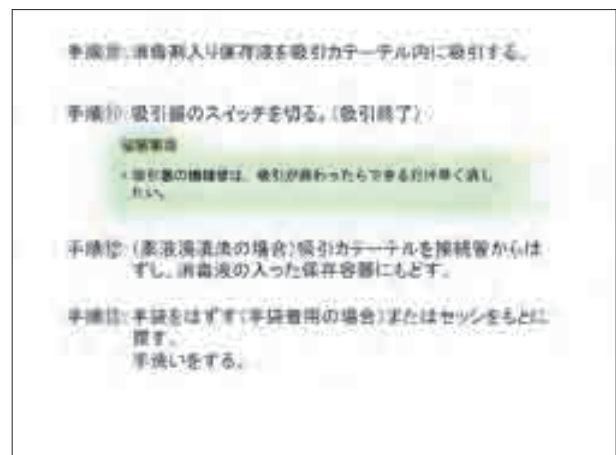 手順⑩:消毒剤入り保存液を吸引カテーテル内に吸引する。
手順⑪:吸引器のスイッチを切る。(吸引終了)
留意事項
・吸引器の機械音は、吸引が終わったらできるだけ早く消し
たい。
手順⑫:(薬液浸漬法の場合)吸引カテーテルを接続管からは
ずし、消毒液の入った保存容器にもどす。
手順⑬:手袋をはずす(手袋着用の場合)またはセッシをもとに
戻す。
手洗いをする。